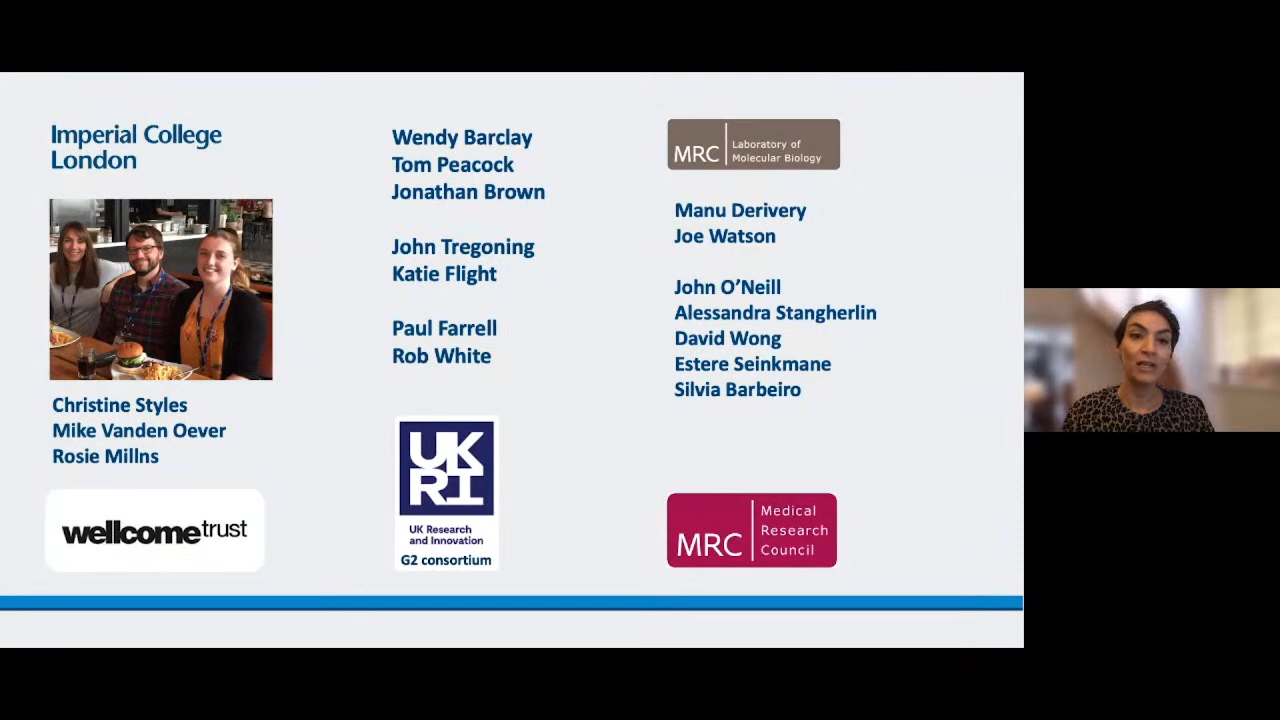 Imperial College
London
Christine Styles
Mike Vanden Oever
Rosie Millns
wellcometrust
Wendy Barclay
Tom Peacock
Jonathan Brown
John Tregoning
Katie Flight
Paul Farrell
Rob White
UK
RI
UK Research
and Innovation
G2 consortium
MRC Laboratory of
Molecular Biology
Manu Derivery
Joe Watson
John O’Neill
Alessandra Stangherlin
David Wong
Estere Seinkmane
Silvia Barbeiro
MRC Medical
Research
Council